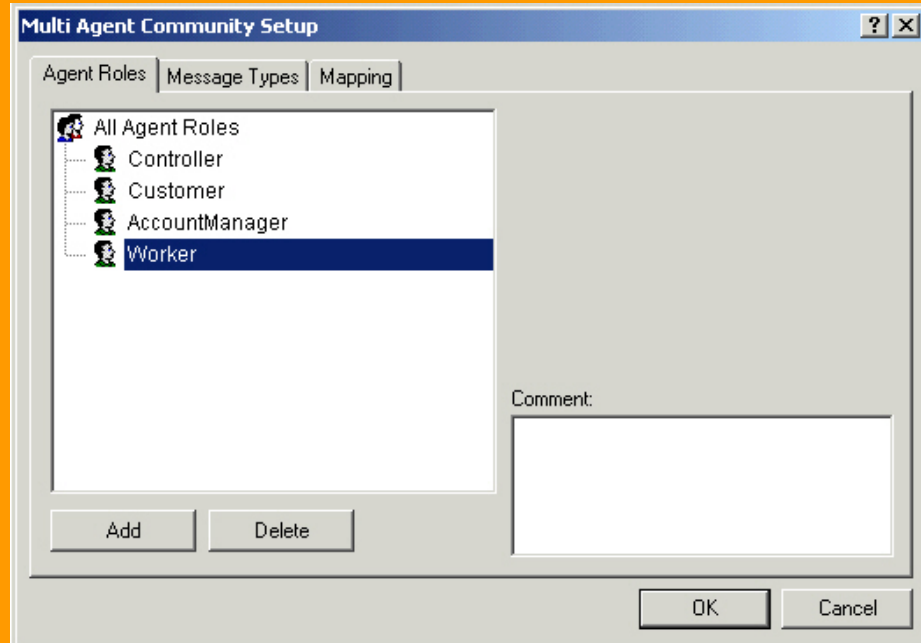 Multi Agent Community Setup
Agent Roles Message Types Mapping
All Agent Roles
Controller
Customer
AccountManager
Worker
Comment:
Add Delete
OK Cancel